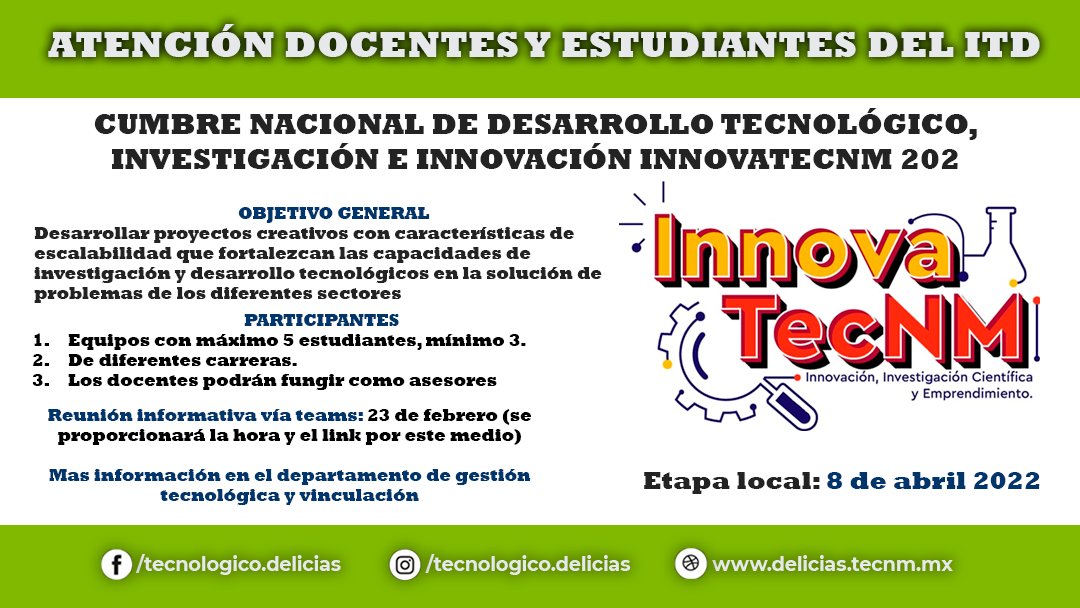 ATENCIÓN DOCENTES Y ESTUDIANTES DEL ITD
CUMBRE NACIONAL DE DESARROLLO TECNOLÓGICO,
INVESTIGACIÓN E INNOVACIÓN INNOVATECNM 202
OBJETIVO GENERAL
Desarrollar proyectos creativos con características de
escalabilidad que fortalezcan las capacidades de
investigación y desarrollo tecnológicos en la solución de
problemas de los diferentes sectores
PARTICIPANTES
1. Equipos con máximo 5 estudiantes, mínimo 3.
2. De diferentes carreras.
3. Los docentes podrán fungir como asesores
Reunión informativa vía teams: 23 de febrero (se
proporcionará la hora y el link por este medio)
Mas información en el departamento de gestión
tecnológica y vinculación
Innova
TecNM
Innovación, Investigación Científica
y Emprendimiento.
Etapa local: 8 de abril 2022
/tecnologico.delicias
/tecnologico.delicias
www.delicias.tecnm.mx